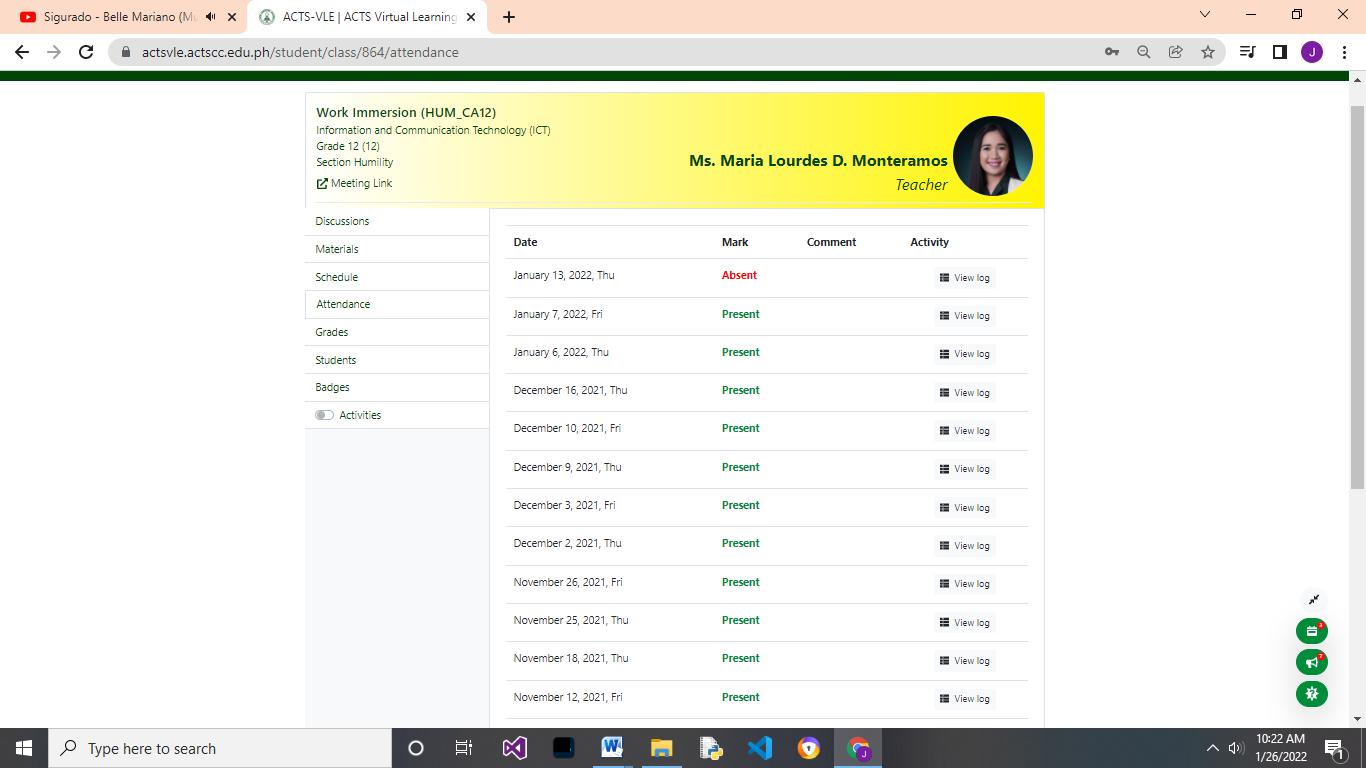 Sigurado - Belle Mariano (Mu
ACTS-VLE | ACTS Virtual Learning
actsvle.actscc.edu.ph/student/class/864/attendance
J
Work Immersion (HUM_CA12)
Information and Communication Technology (ICT)
Grade 12 (12)
Section Humility
Meeting Link
Ms. Maria Lourdes D. Monteramos
Teacher
Discussions
Materials
Schedule
Attendance
Grades
Students
Badges
Activities
Date Mark Comment Activity
January 13, 2022, Thu Absent View log
January 7, 2022, Fri Present View log
January 6, 2022, Thu Present View log
December 16, 2021, Thu Present View log
December 10, 2021, Fri Present View log
December 9, 2021, Thu Present View log
December 3, 2021, Fri Present View log
December 2, 2021, Thu Present View log
November 26, 2021, Fri Present View log
November 25, 2021, Thu Present View log
November 18, 2021, Thu Present View log
November 12, 2021, Fri Present View log
Type here to search
10:22 AM
1/26/2022
1